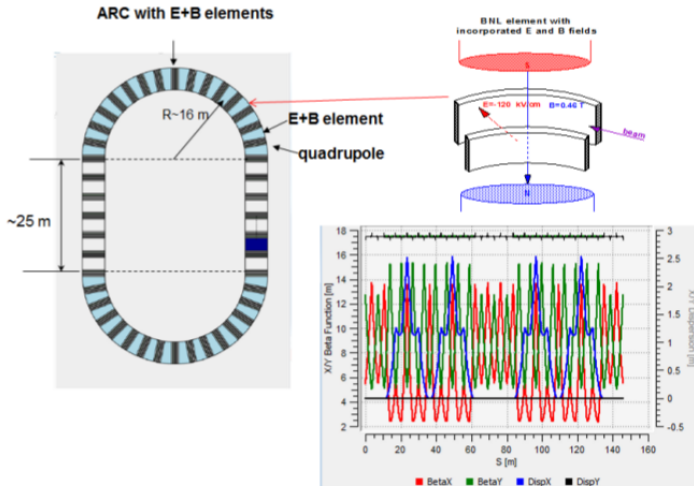 ARC with E+B elements
R~16 m
E+B element
quadrupole
~25 m
BNL element with
incorporated E and B fields
S
E=-120 kV/cm B=0.46 T
beam
N
X/Y Beta Function [m]
18
16
14
12
10
8
6
4
2
3
2.5
2
1.5
1
0.5
0
-0.5
X/Y Dispersion [m]
0 20 40 60 80 100 120 140 160
S [m]
BetaX BetaY DispX DispY